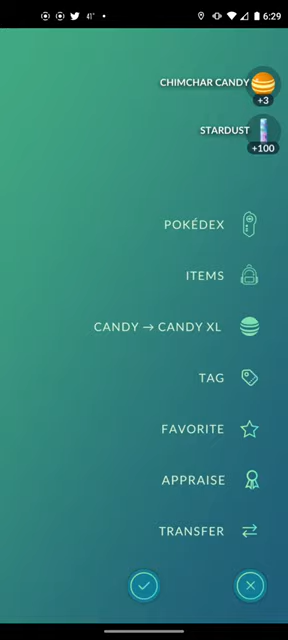 41°
6:29
CHIMCHAR CANDY
+3
STARDUST
+100
POKÉDEX
ITEMS
CANDY → CANDY XL
TAG
FAVORITE
APPRAISE
TRANSFER